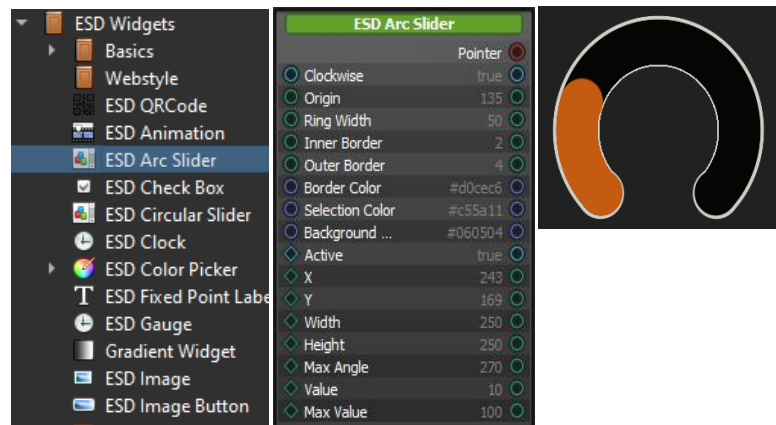 ESD Widgets
Basics
Webstyle
ESD QRCode
ESD Animation
ESD Arc Slider
ESD Check Box
ESD Circular Slider
ESD Clock
ESD Color Picker
ESD Fixed Point Labe
ESD Gauge
Gradient Widget
ESD Image
ESD Image Button
ESD Arc Slider
Pointer
Clockwise true
Origin 135
Ring Width 50
Inner Border 2
Outer Border 4
Border Color #d0cec6
Selection Color #c55a11
Background ... #060504
Active true
X 243
Y 169
Width 250
Height 250
Max Angle 270
Value 10
Max Value 100